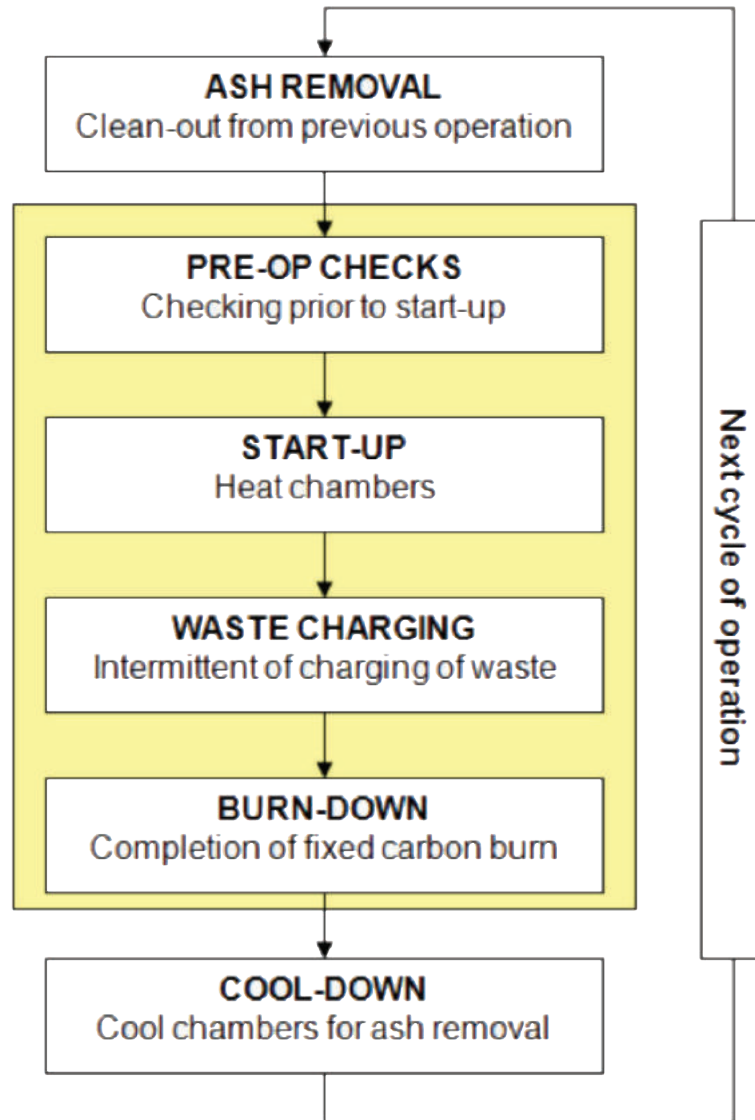 ASH REMOVAL
Clean-out from previous operation
PRE-OP CHECKS
Checking prior to start-up
START-UP
Heat chambers
WASTE CHARGING
Intermittent of charging of waste
BURN-DOWN
Completion of fixed carbon burn
COOL-DOWN
Cool chambers for ash removal
Next cycle of operation